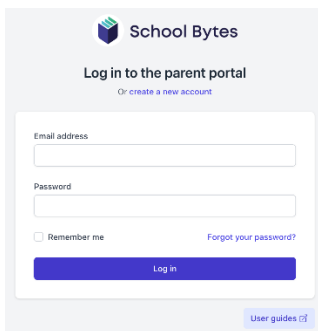 School Bytes
Log in to the parent portal
Or create a new account
Email address
Password
Remember me Forgot your password?
Log in
User guides